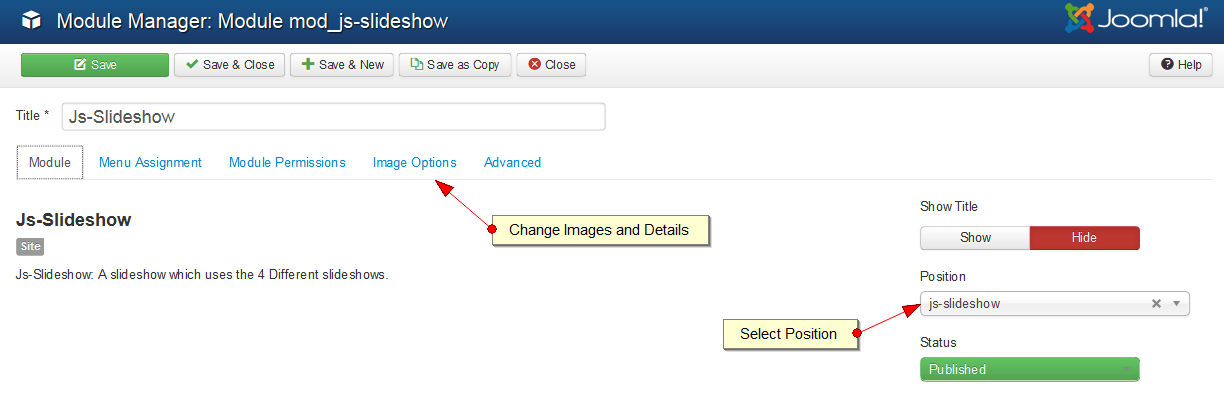 Module Manager: Module mod_js-slideshow
Joomla!®
Save
Save & Close
Save & New
Save as Copy
Close
Help
Title *
Js-Slideshow
Module
Menu Assignment
Module Permissions
Image Options
Advanced
Change Images and Details
Js-Slideshow
Site
Js-Slideshow: A slideshow which uses the 4 Different slideshows.
Show Title
Show
Hide
Position
js-slideshow
Select Position
Status
Published